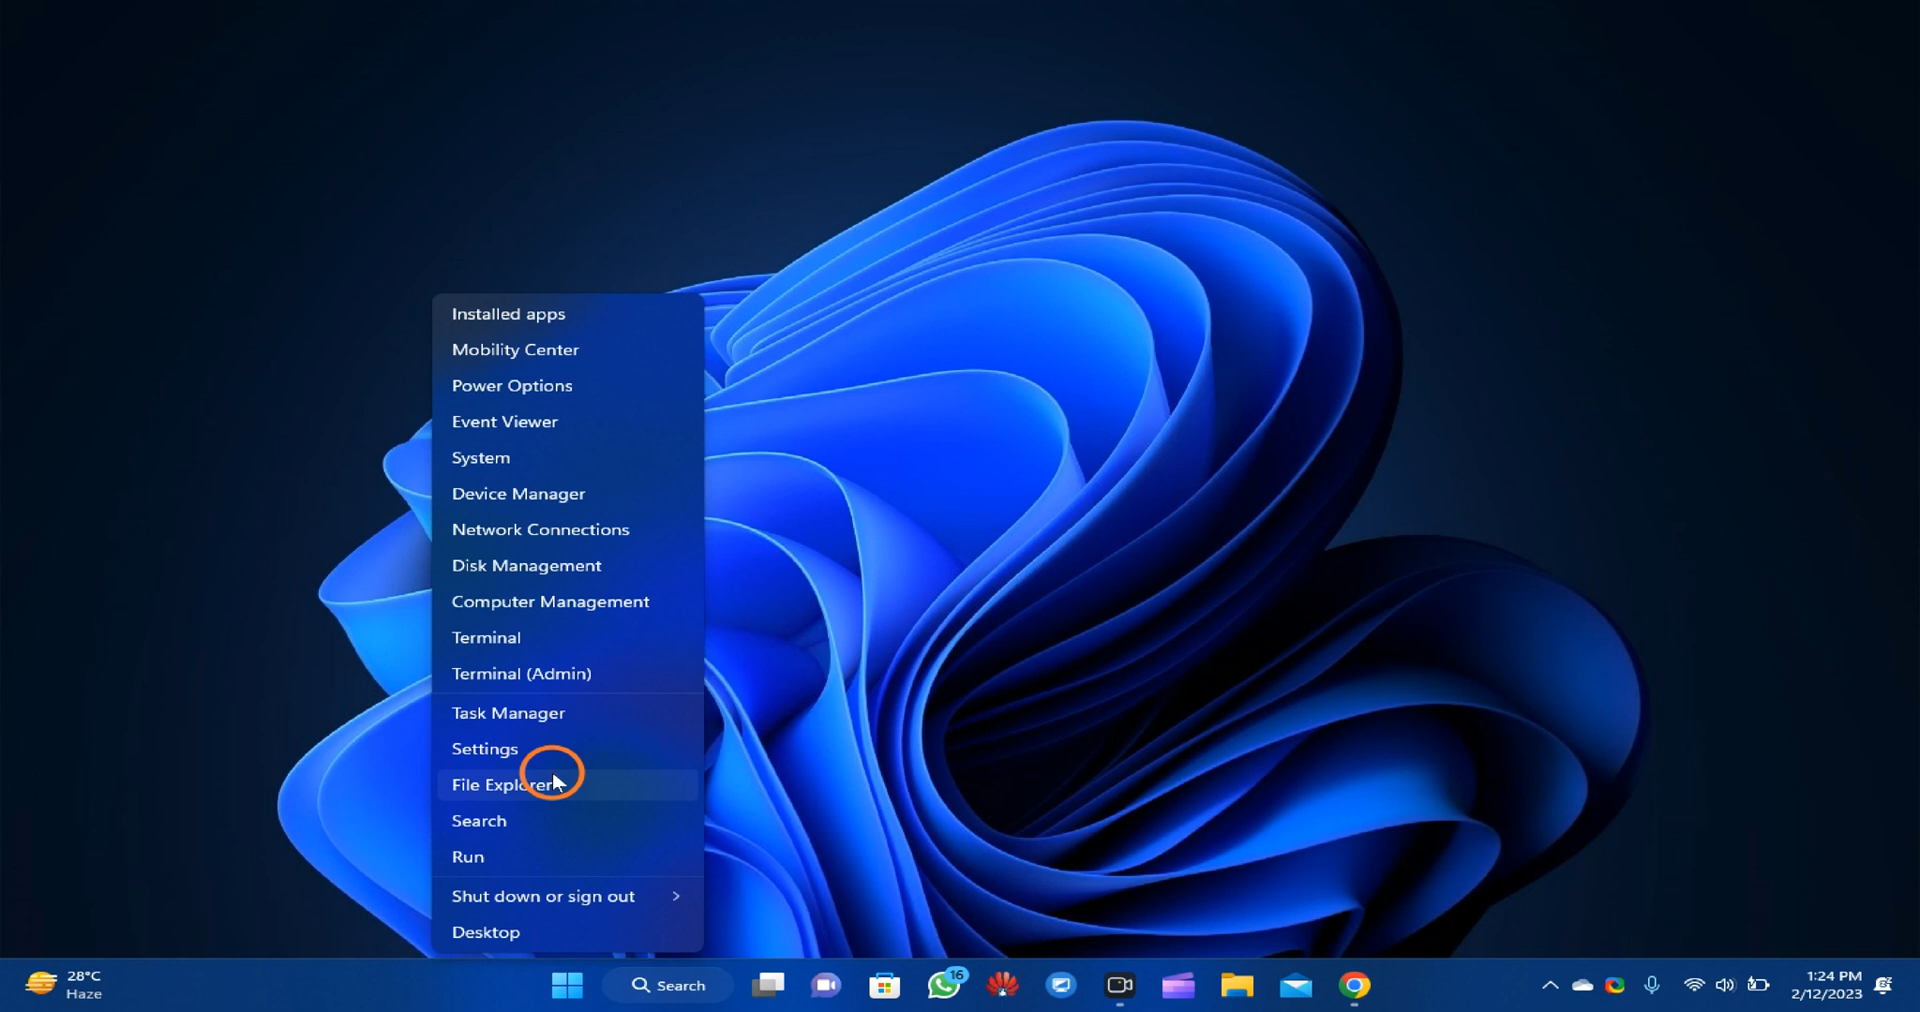 Installed apps
Mobility Center
Power Options
Event Viewer
System
Device Manager
Network Connections
Disk Management
Computer Management
Terminal
Terminal (Admin)
Task Manager
Settings
File Explorer
Search
Run
Shut down or sign out
Desktop
28°C
Haze
Search
16
1:24 PM
2/12/2023